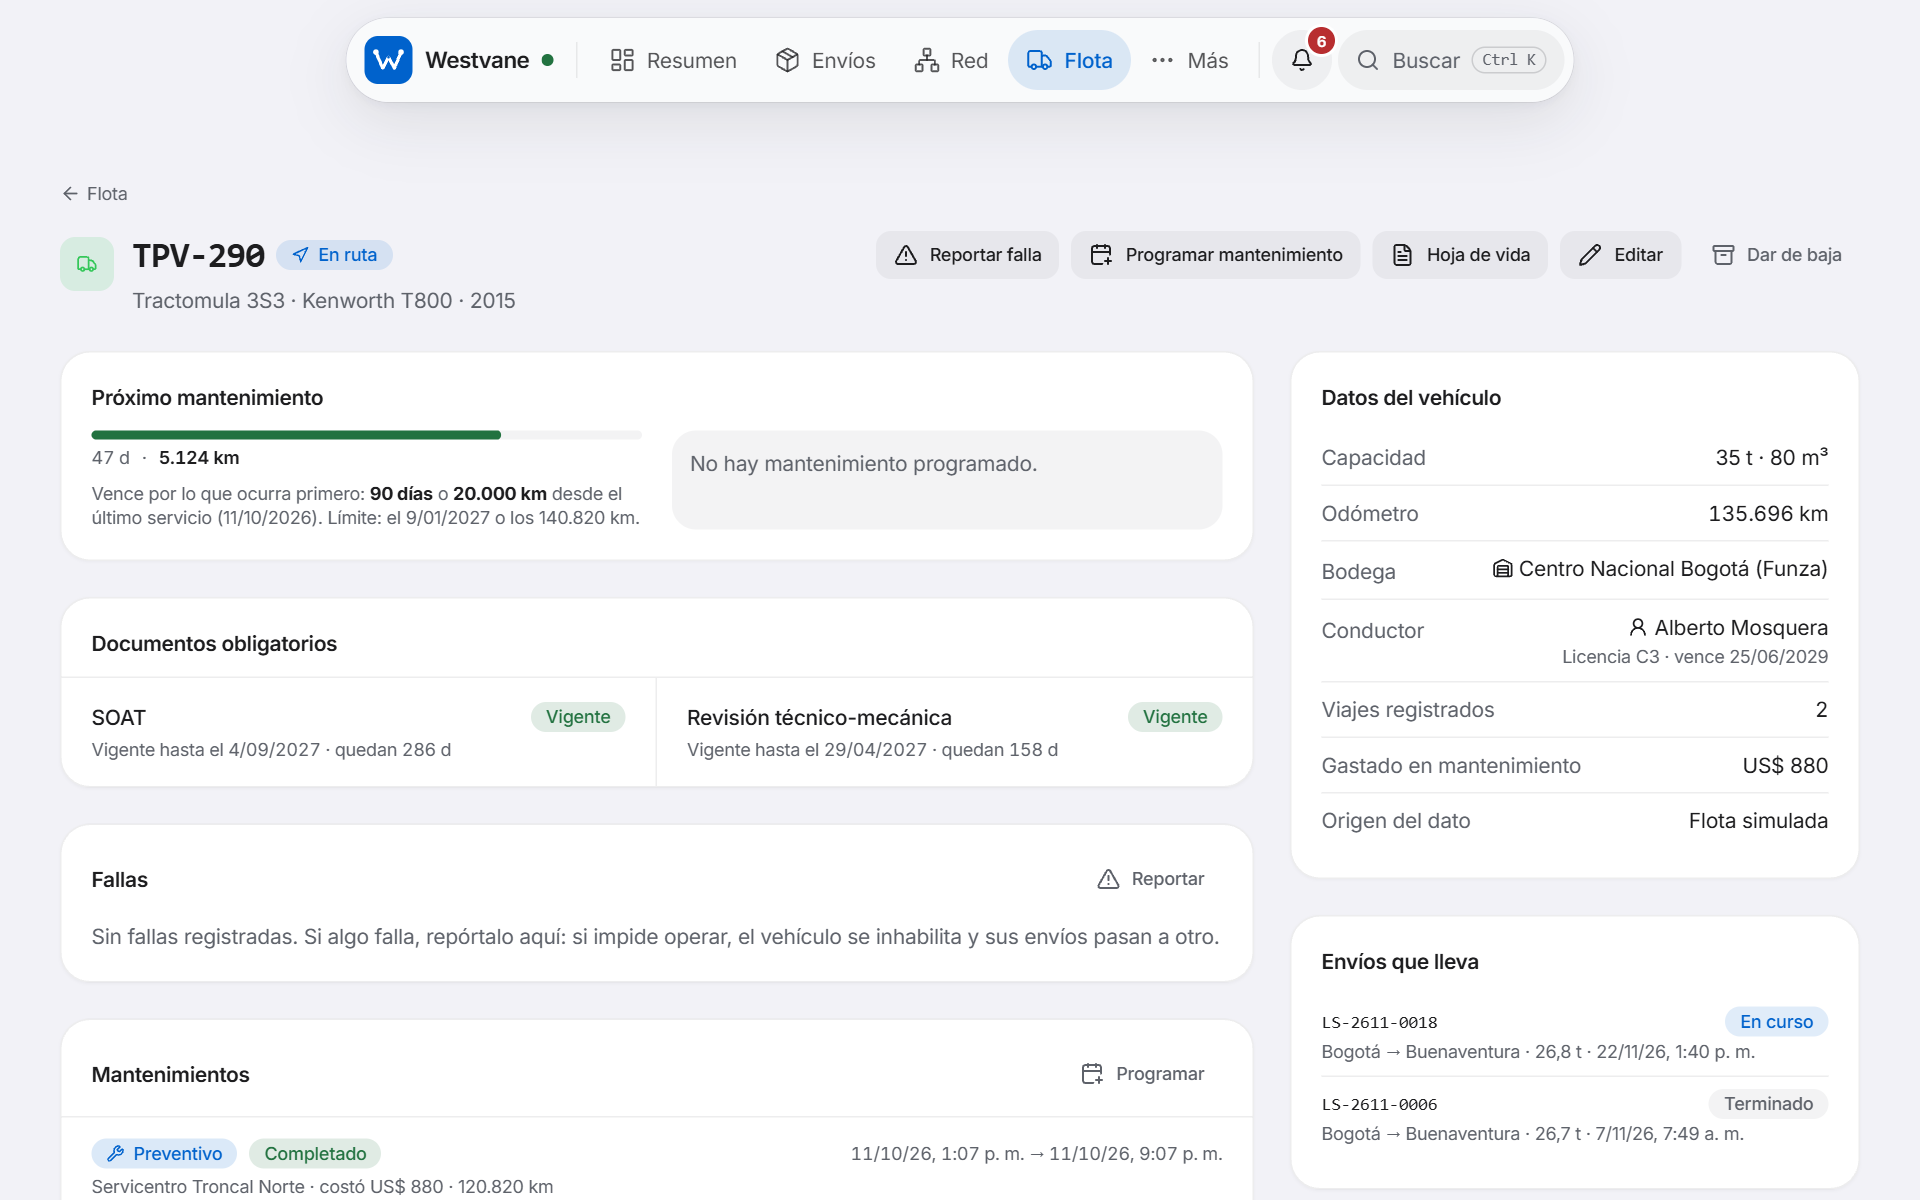 Westvane
Resumen
Envíos
Red
Flota
Más
6
Buscar
Ctrl K
Flota
TPV-290
En ruta
Tractomula 3S3 · Kenworth T800 · 2015
Reportar falla
Programar mantenimiento
Hoja de vida
Editar
Dar de baja
Próximo mantenimiento
47 d · 5.124 km
Vence por lo que ocurra primero: 90 días o 20.000 km desde el
último servicio (11/10/2026). Límite: el 9/01/2027 o los 140.820 km.
No hay mantenimiento programado.
Documentos obligatorios
SOAT
Vigente
Vigente hasta el 4/09/2027 · quedan 286 d
Revisión técnico-mecánica
Vigente
Vigente hasta el 29/04/2027 · quedan 158 d
Fallas
Reportar
Sin fallas registradas. Si algo falla, repórtalo aquí: si impide operar, el vehículo se inhabilita y sus envíos pasan a otro.
Mantenimientos
Programar
Preventivo
Completado
11/10/26, 1:07 p. m. → 11/10/26, 9:07 p. m.
Servicentro Troncal Norte · costó US$ 880 · 120.820 km
Datos del vehículo
Capacidad
35 t · 80 m³
Odómetro
135.696 km
Bodega
Centro Nacional Bogotá (Funza)
Conductor
Alberto Mosquera
Licencia C3 · vence 25/06/2029
Viajes registrados
2
Gastado en mantenimiento
US$ 880
Origen del dato
Flota simulada
Envíos que lleva
LS-2611-0018
En curso
Bogotá → Buenaventura · 26,8 t · 22/11/26, 1:40 p. m.
LS-2611-0006
Terminado
Bogotá → Buenaventura · 26,7 t · 7/11/26, 7:49 a. m.